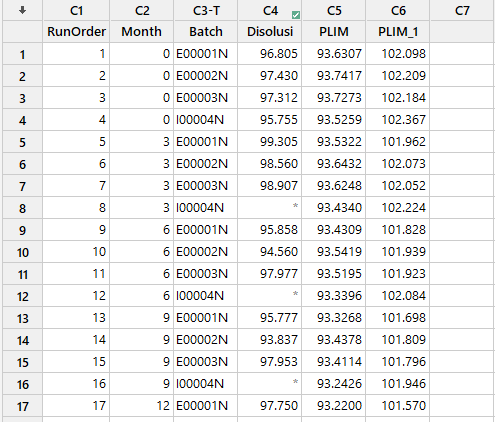 ↓ C1 C2 C3-T C4 C5 C6 C7
RunOrder Month Batch Disolusi PLIM PLIM_1
1 1 0 E00001N 96.805 93.6307 102.098
2 2 0 E00002N 97.430 93.7417 102.209
3 3 0 E00003N 97.312 93.7273 102.184
4 4 0 I00004N 95.755 93.5259 102.367
5 5 3 E00001N 99.305 93.5322 101.962
6 6 3 E00002N 98.560 93.6432 102.073
7 7 3 E00003N 98.907 93.6248 102.052
8 8 3 I00004N * 93.4340 102.224
9 9 6 E00001N 95.858 93.4309 101.828
10 10 6 E00002N 94.560 93.5419 101.939
11 11 6 E00003N 97.977 93.5195 101.923
12 12 6 I00004N * 93.3396 102.084
13 13 9 E00001N 95.777 93.3268 101.698
14 14 9 E00002N 93.837 93.4378 101.809
15 15 9 E00003N 97.953 93.4114 101.796
16 16 9 I00004N * 93.2426 101.946
17 17 12 E00001N 97.750 93.2200 101.570